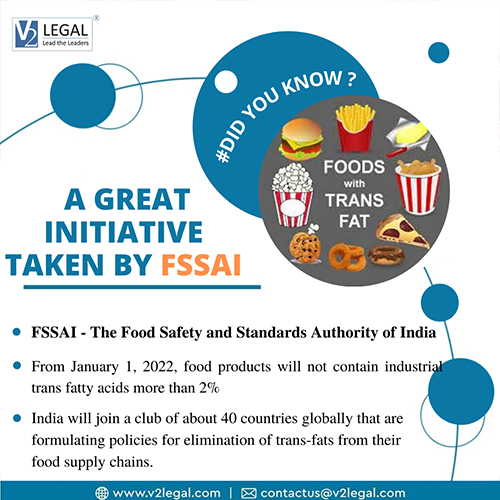 V2 LEGAL
Lead the Leaders
#DID YOU KNOW ?
FOODS
with
TRANS
FAT
A GREAT
INITIATIVE
TAKEN BY FSSAI
FSSAI - The Food Safety and Standards Authority of India
From January 1, 2022, food products will not contain industrial
trans fatty acids more than 2%
India will join a club of about 40 countries globally that are
formulating policies for elimination of trans-fats from their
food supply chains.
www.v2legal.com | contactus@v2legal.com